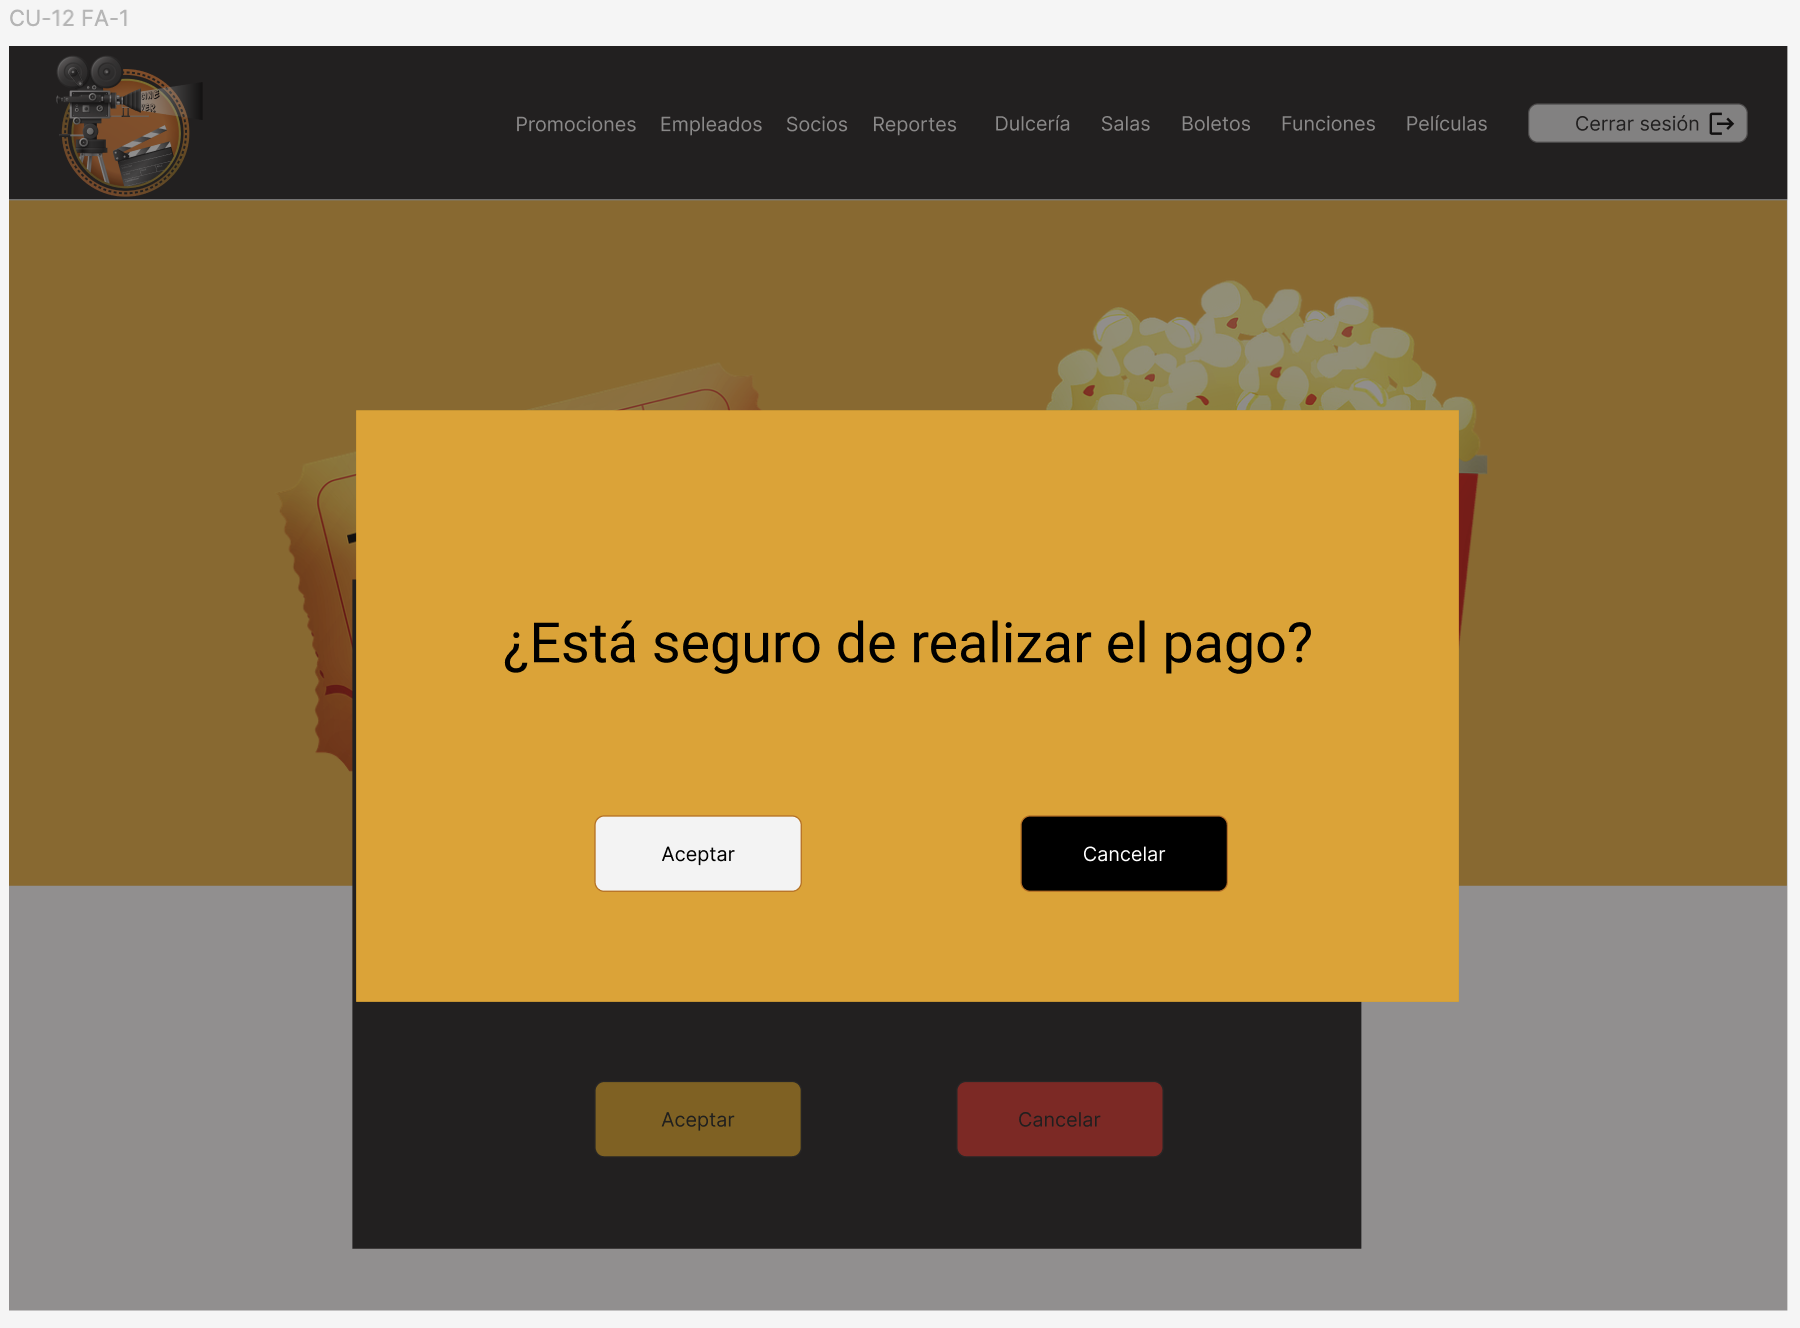 CU-12 FA-1
CINE
Promociones Empleados Socios Reportes Dulcería Salas Boletos Funciones Películas Cerrar sesión
¿Está seguro de realizar el pago?
Aceptar Cancelar
Aceptar Cancelar